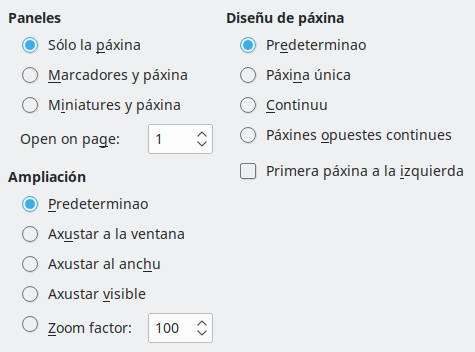 Paneles
Sólo la páxina
Marcadores y páxina
Miniatures y páxina
Open on page: 1
Ampliación
Predeterminao
Axustar a la ventana
Axustar al anchu
Axustar visible
Zoom factor: 100
Diseñu de páxina
Predeterminao
Páxina única
Continuu
Páxines opuestes continues
Primera páxina a la izquierda